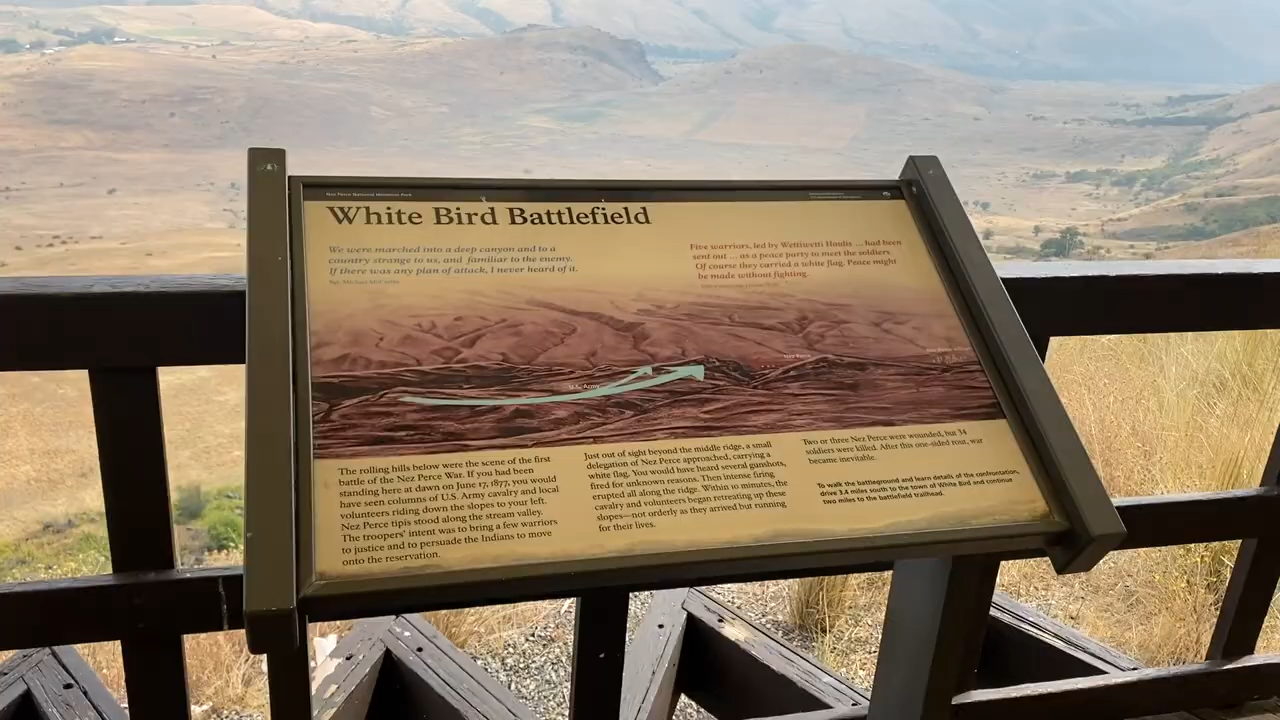 Nez Perce National Historical Park
White Bird Battlefield
We were marched into a deep canyon and to a
country strange to us, and familiar to the enemy.
If there was any plan of attack, I never heard of it.
Five warriors, led by Wettiwetti Houlis ... had been
sent out ... as a peace party to meet the soldiers.
Of course they carried a white flag. Peace might
be made without fighting.
U.S. Army
Nez Perce
The rolling hills below were the scene of the first
battle of the Nez Perce War. If you had been
standing here at dawn on June 17, 1877, you would
have seen columns of U.S. Army cavalry and local
volunteers riding down the slopes to your left.
Nez Perce tipis stood along the stream valley.
The troopers' intent was to bring a few warriors
to justice and to persuade the Indians to move
onto the reservation.
Just out of sight beyond the middle ridge, a small
delegation of Nez Perce approached, carrying a
white flag. You would have heard several gunshots,
fired for unknown reasons. Then intense firing
erupted all along the ridge. Within 10 minutes, the
cavalry and volunteers began retreating up these
slopes—not orderly as they arrived but running
for their lives.
Two or three Nez Perce were wounded, but 34
soldiers were killed. After this one-sided rout, war
became inevitable.
To walk the battleground and learn details of the confrontation,
drive 3.4 miles south to the town of White Bird and continue
two miles to the battlefield trailhead.